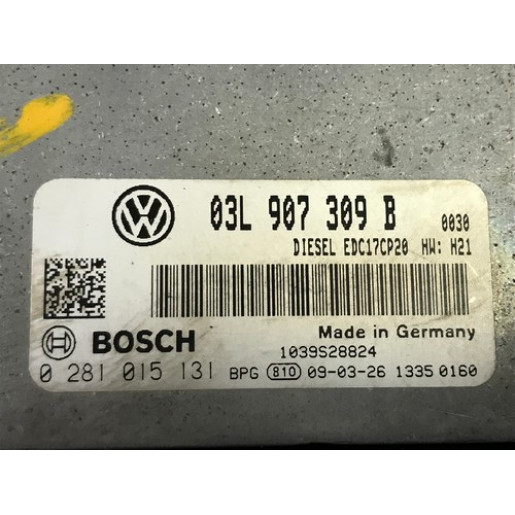 03L 907 309 B 0030
DIESEL EDC17CP20 HW: H21
BOSCH
Made in Germany
1039S28824
0 281 015 131 BPG 810 09-03-26 1335 0160